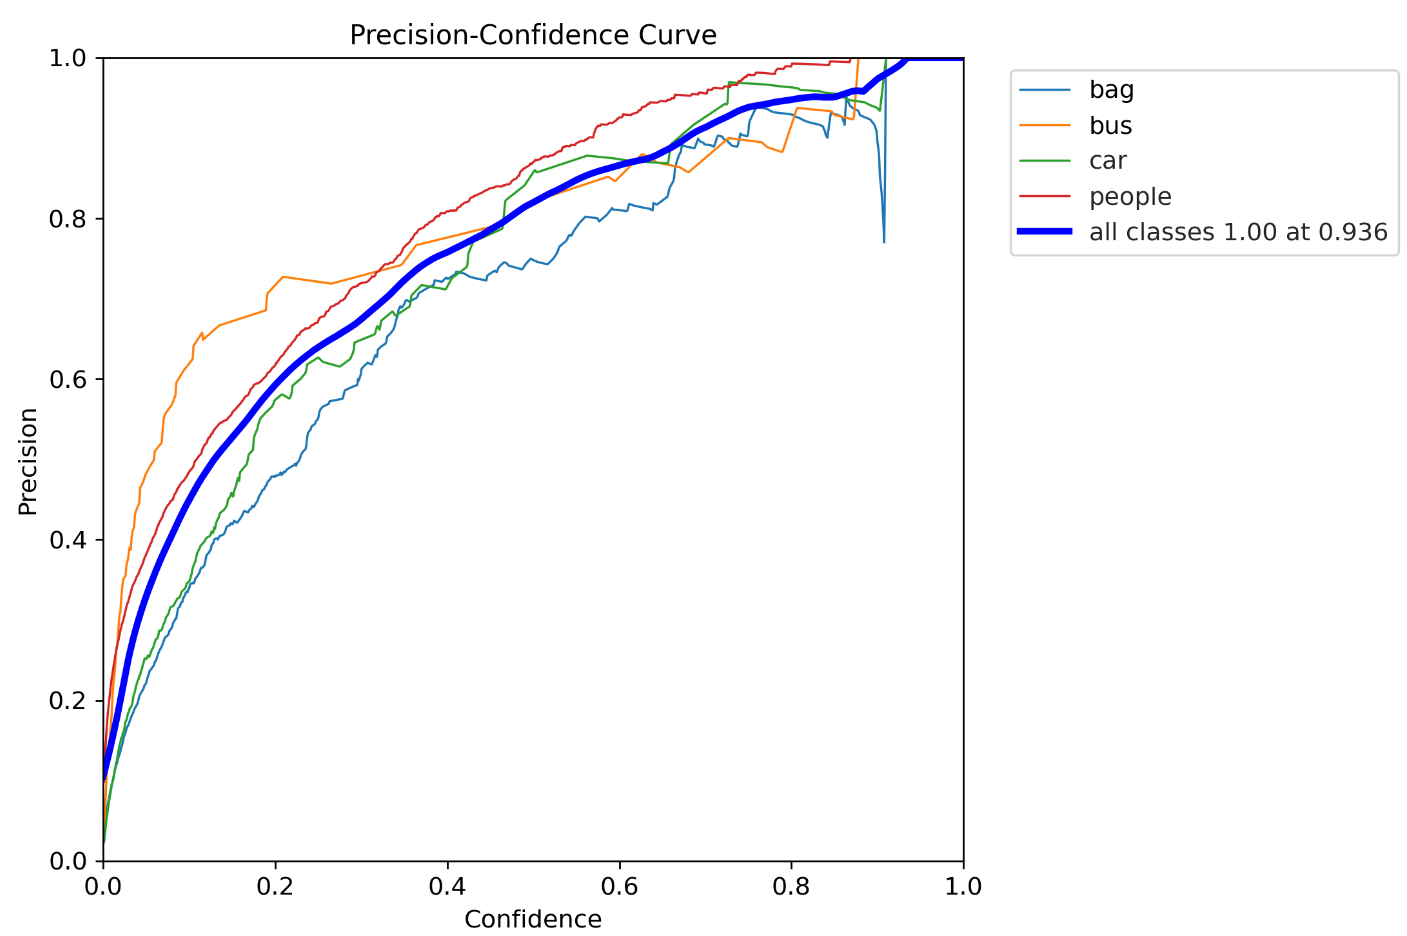 Precision-Confidence Curve
1.0
0.8
0.6
0.4
0.2
0.0
Precision
0.0 0.2 0.4 0.6 0.8 1.0
Confidence
bag
bus
car
people
all classes 1.00 at 0.936